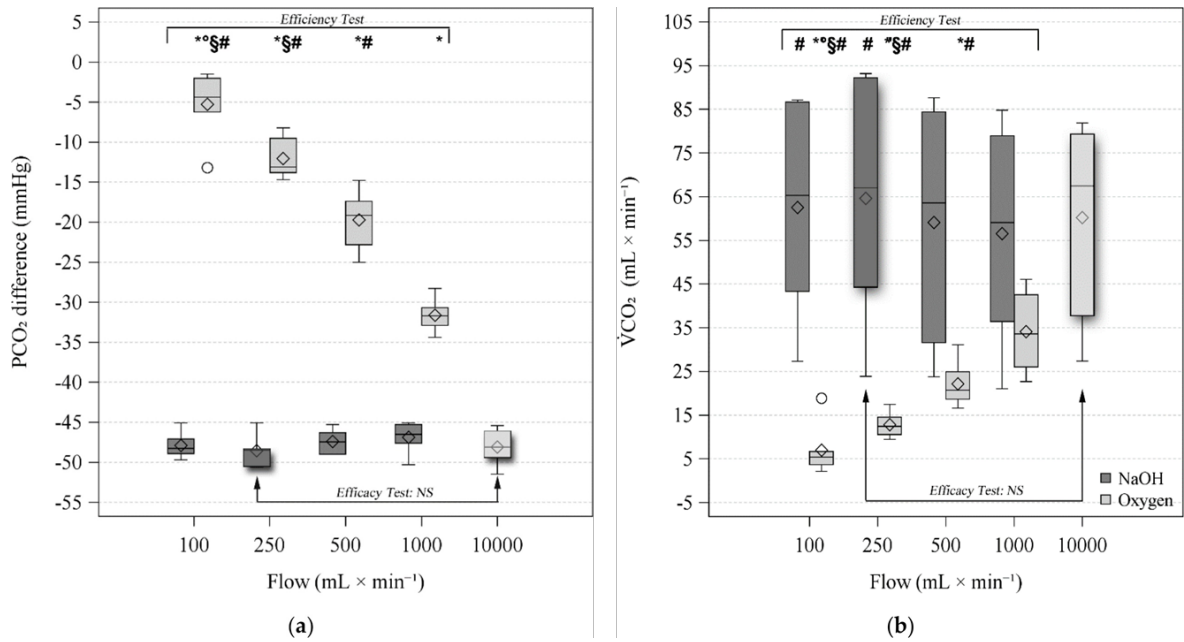 Efficiency Test
*°§# *§# *# *
5
0
-5
-10
-15
-20
-25
-30
-35
-40
-45
-50
-55
PCO₂ difference (mmHg)
Efficacy Test: NS
100 250 500 1000 10000
Flow (mL × min⁻¹)
(a)
Efficiency Test
# *°§# # *°§# *#
105
95
85
75
65
55
45
35
25
15
5
-5
V̇CO₂ (mL × min⁻¹)
NaOH
Oxygen
Efficacy Test: NS
100 250 500 1000 10000
Flow (mL × min⁻¹)
(b)